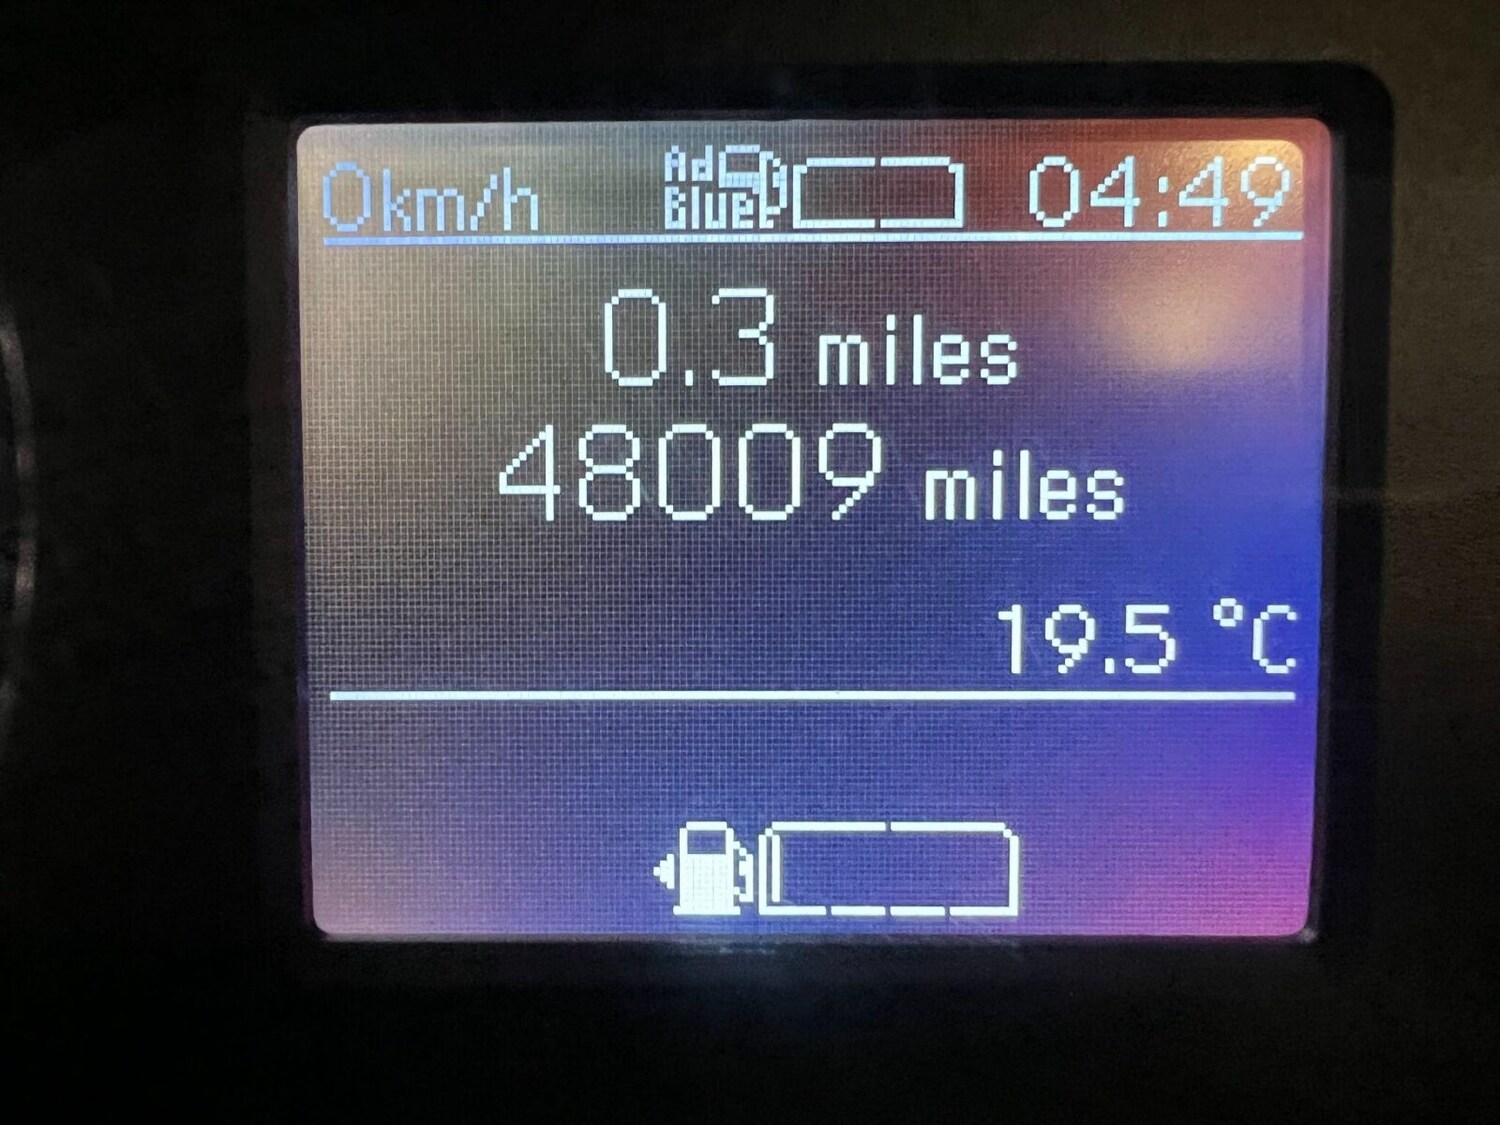 0km/h Ad Blue 04:49
0.3 miles
48009 miles
19.5 °C